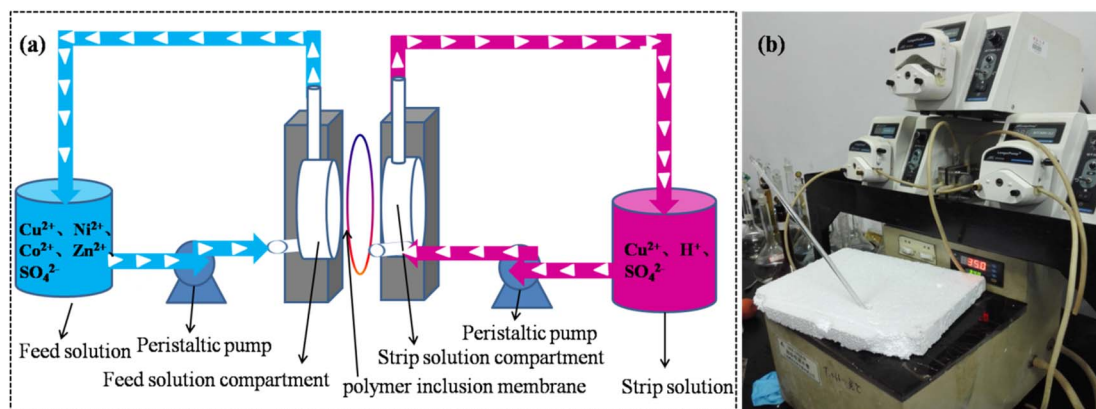 (a)
Cu²⁺、Ni²⁺、
Co²⁺、Zn²⁺、
SO₄²⁻
Cu²⁺、H⁺、
SO₄²⁻
Feed solution
Peristaltic pump
Feed solution compartment
polymer inclusion membrane
Strip solution compartment
Peristaltic pump
Strip solution
(b)
350